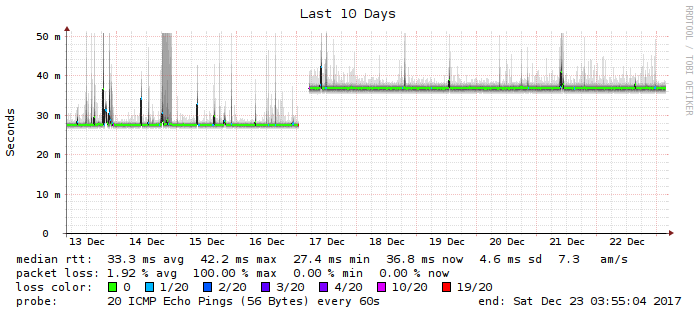 Last 10 Days
RRDTOOL / TOBI OETIKER
Seconds
50 m
40 m
30 m
20 m
10 m
0
13 Dec 14 Dec 15 Dec 16 Dec 17 Dec 18 Dec 19 Dec 20 Dec 21 Dec 22 Dec
median rtt: 33.3 ms avg 42.2 ms max 27.4 ms min 36.8 ms now 4.6 ms sd 7.3 am/s
packet loss: 1.92 % avg 100.00 % max 0.00 % min 0.00 % now
loss color: 0 1/20 2/20 3/20 4/20 10/20 19/20
probe: 20 ICMP Echo Pings (56 Bytes) every 60s end: Sat Dec 23 03:55:04 2017